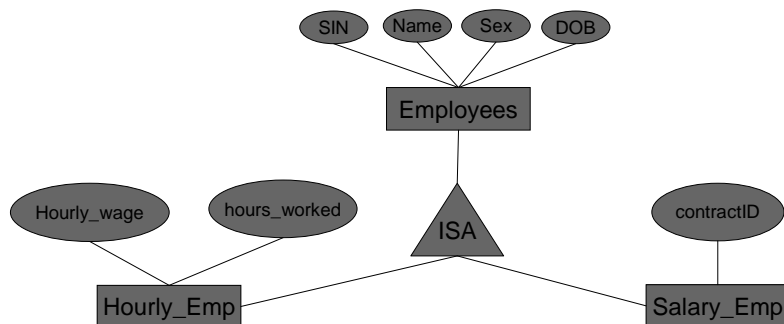 SIN
Name
Sex
DOB
Employees
Hourly_wage
hours_worked
contractID
ISA
Hourly_Emp
Salary_Emp